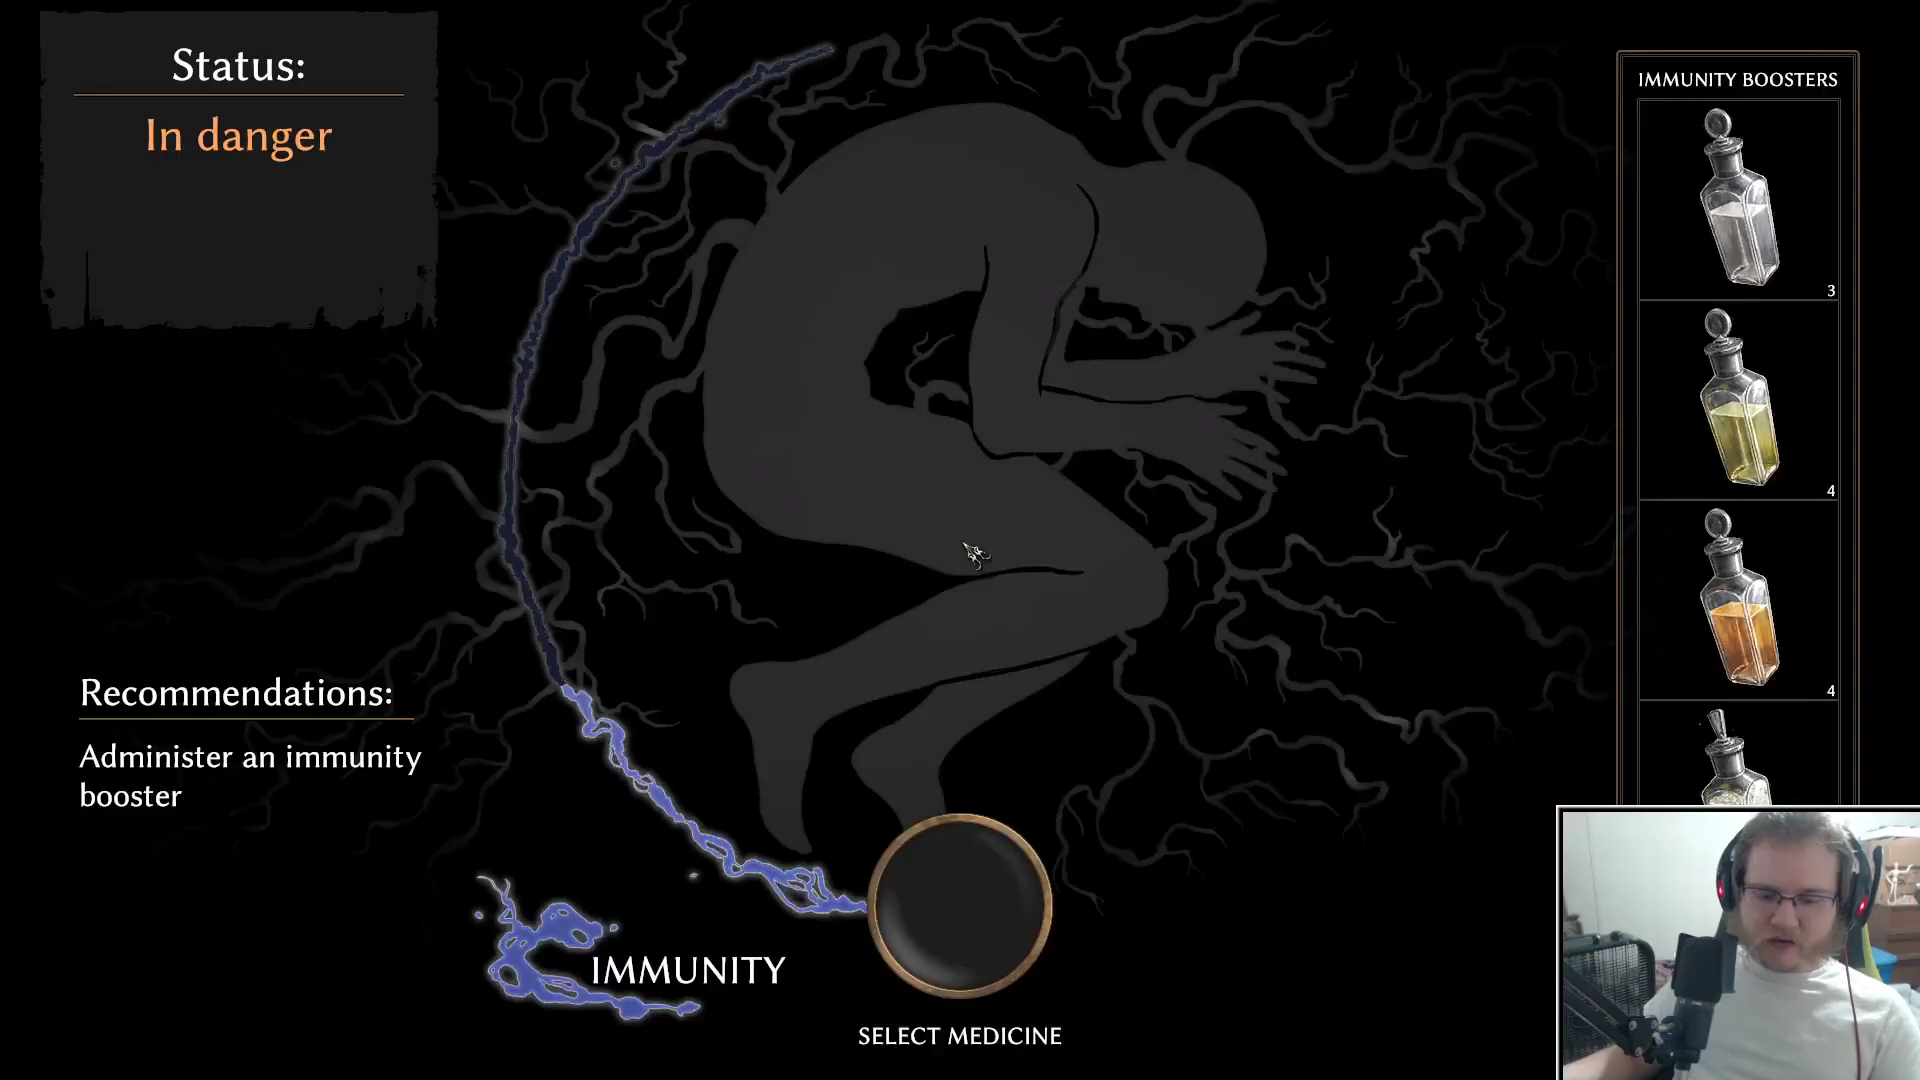 Status:
In danger
IMMUNITY BOOSTERS
3
4
4
Recommendations:
Administer an immunity
booster
IMMUNITY
SELECT MEDICINE